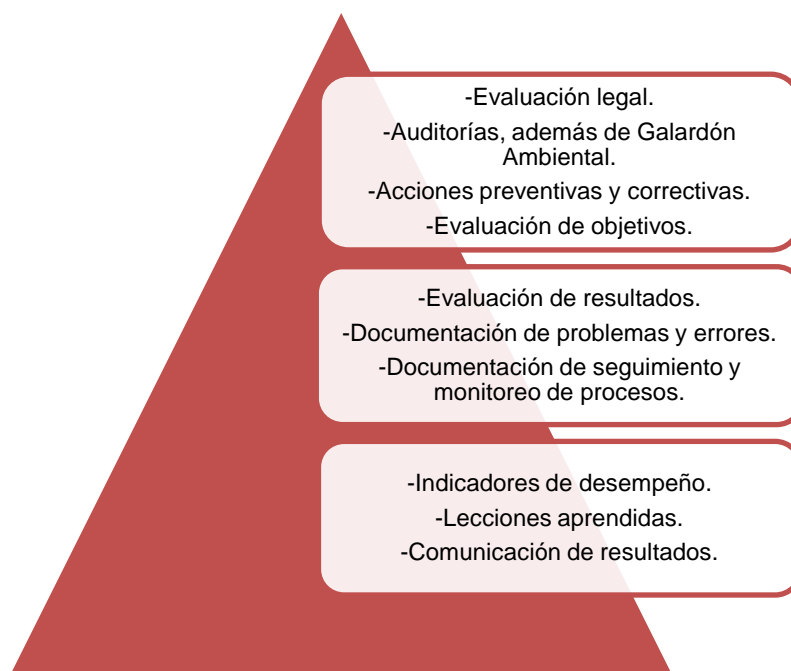 -Evaluación legal.
-Auditorías, además de Galardón
Ambiental.
-Acciones preventivas y correctivas.
-Evaluación de objetivos.
-Evaluación de resultados.
-Documentación de problemas y errores.
-Documentación de seguimiento y
monitoreo de procesos.
-Indicadores de desempeño.
-Lecciones aprendidas.
-Comunicación de resultados.